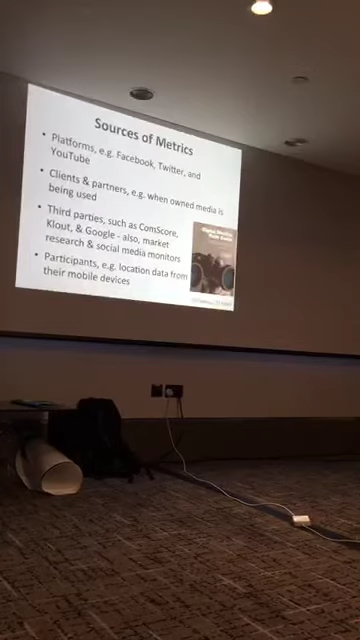 Sources of Metrics
• Platforms, e.g. Facebook, Twitter, and
YouTube
• Clients & partners, e.g. when owned media is
being used
• Third parties, such as ComScore,
Klout, & Google - also, market
research & social media monitors
• Participants, e.g. location data from
their mobile devices